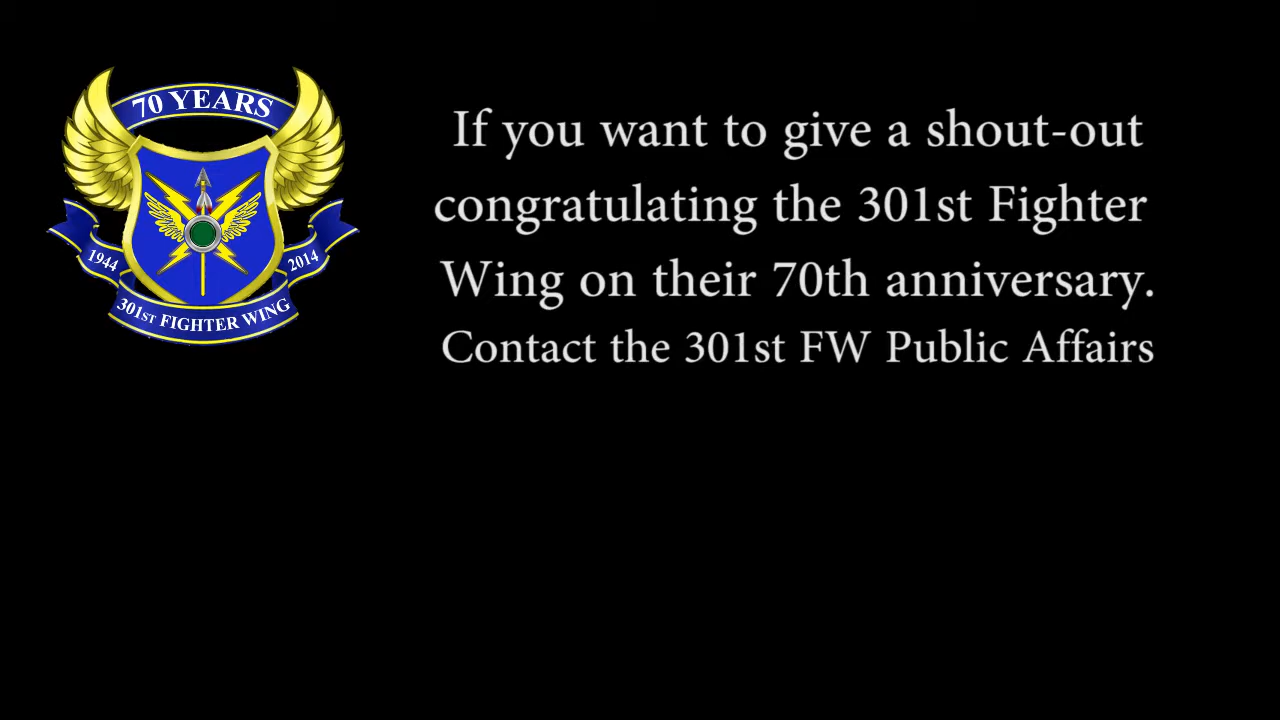 70 YEARS
1944
2014
301ST FIGHTER WING
If you want to give a shout-out
congratulating the 301st Fighter
Wing on their 70th anniversary.
Contact the 301st FW Public Affairs